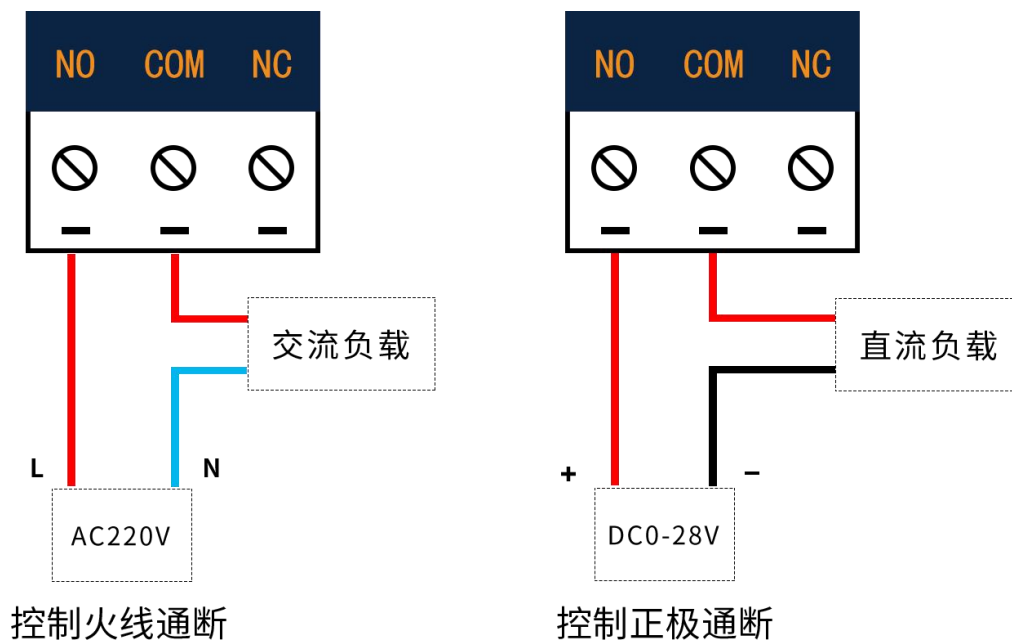 NO COM NC
交流负载
L N
AC220V
控制火线通断
NO COM NC
直流负载
+ −
DC0-28V
控制正极通断